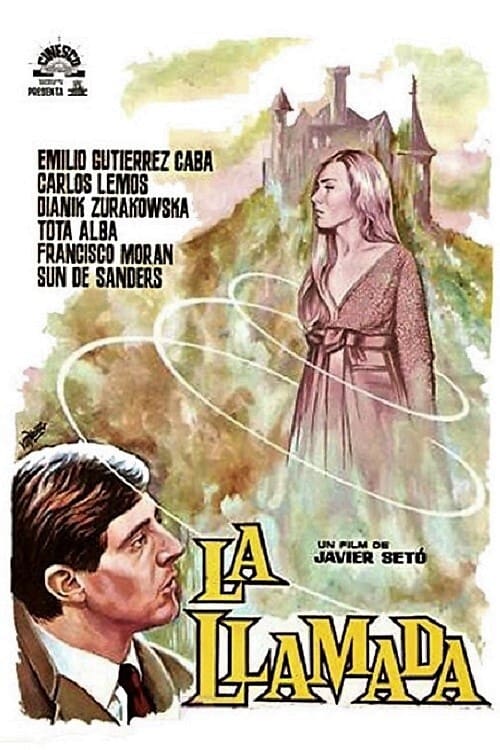 CINESCO
PRESENTA
EMILIO GUTIERREZ CABA
CARLOS LEMOS
DIANIK ZURAKOWSKA
TOTA ALBA
FRANCISCO MORAN
SUN DE SANDERS
UN FILM DE
JAVIER SETÓ
LA
LLAMADA